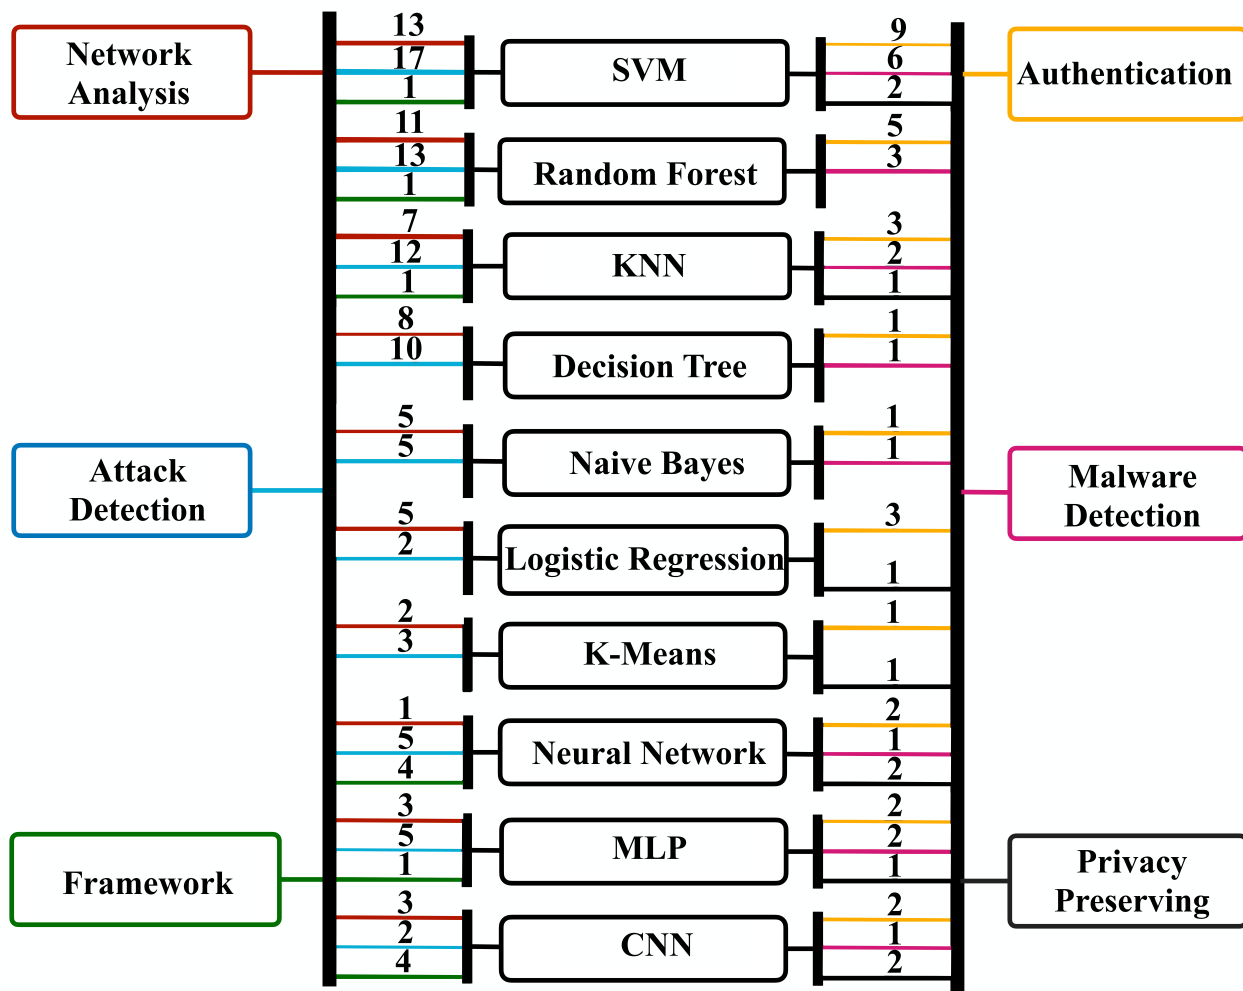 Network
Analysis
13
17
1
SVM
9
6
2
Authentication
11
13
1
Random Forest
5
3
7
12
1
KNN
3
2
1
8
10
Decision Tree
1
1
Attack
Detection
5
5
Naive Bayes
1
1
Malware
Detection
5
2
Logistic Regression
3
1
2
3
K-Means
1
1
1
5
4
Neural Network
2
1
2
Framework
3
5
1
MLP
2
2
1
Privacy
Preserving
3
2
4
CNN
2
1
2